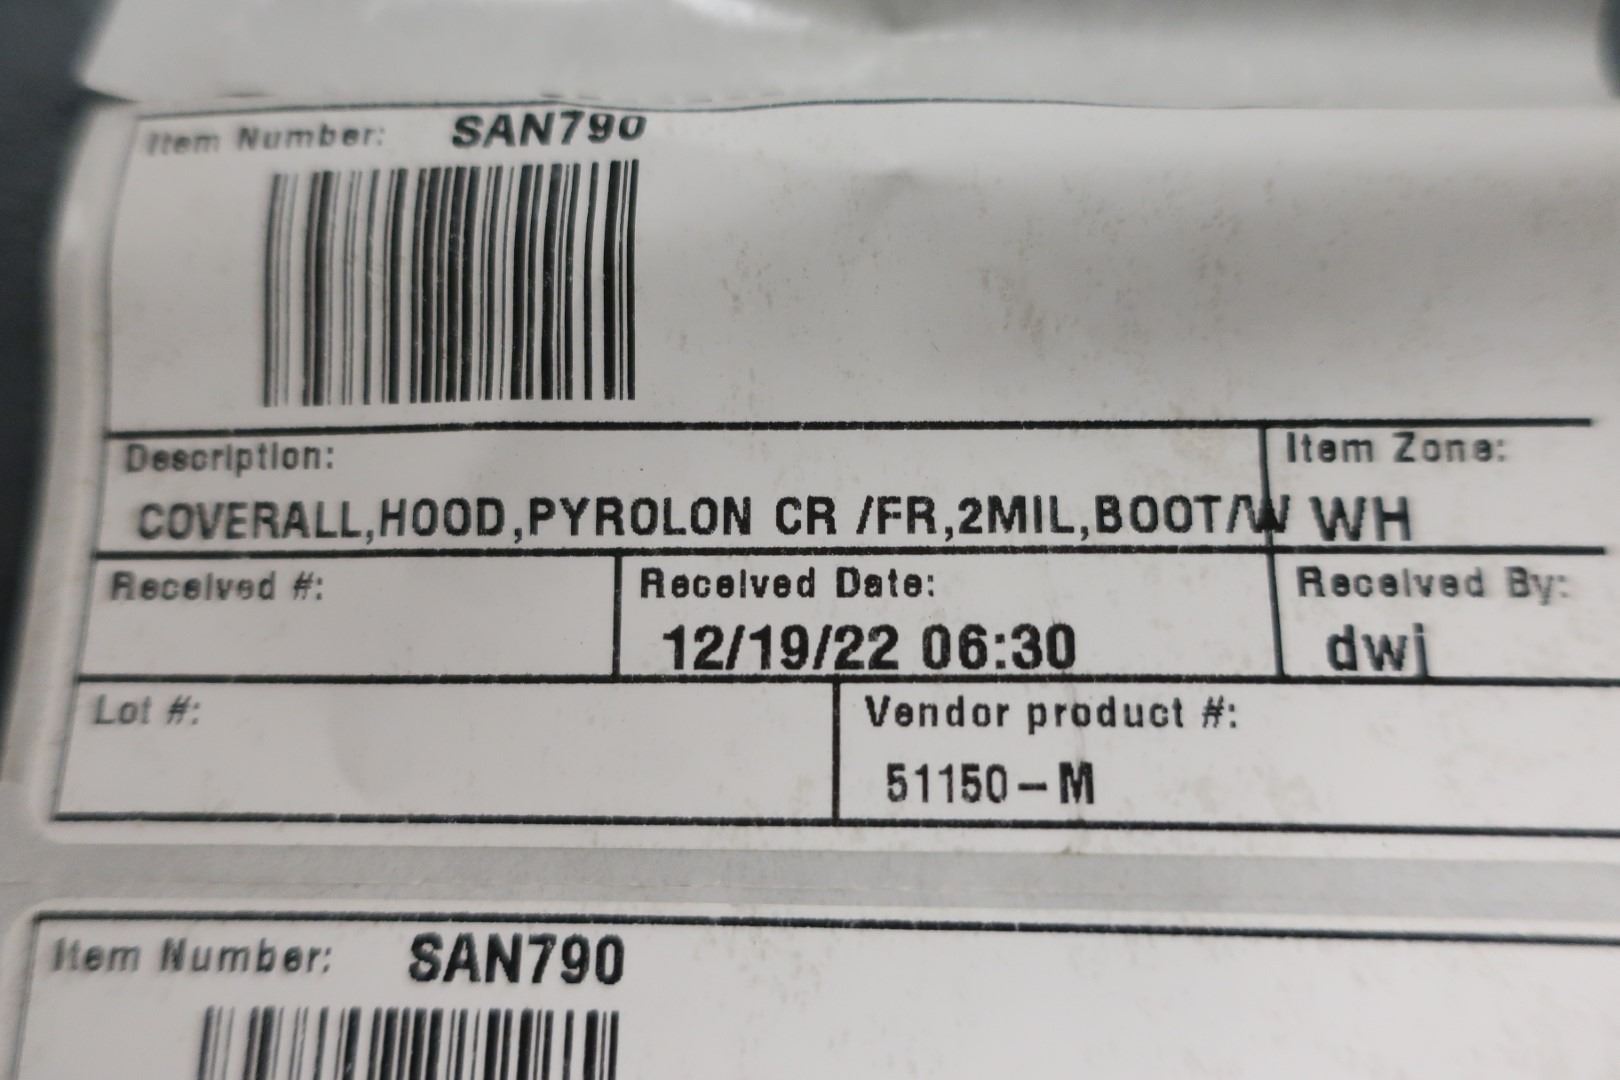 Item Number: SAN790
Description:
Item Zone:
COVERALL,HOOD,PYROLON CR /FR,2MIL,BOOT/W WH
Received #:
Received Date:
Received By:
12/19/22 06:30
dwj
Lot #:
Vendor product #:
51150-M
Item Number: SAN790